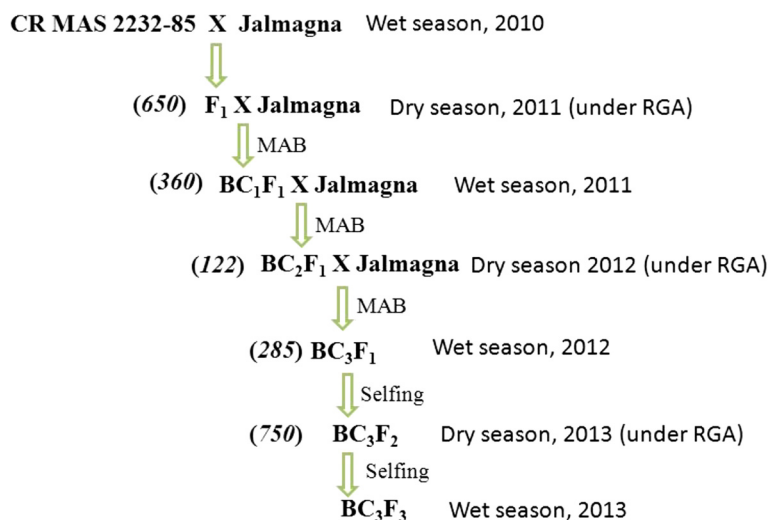 CR MAS 2232-85 X Jalmagna Wet season, 2010
(650) F₁ X Jalmagna Dry season, 2011 (under RGA)
MAB
(360) BC₁F₁ X Jalmagna Wet season, 2011
MAB
(122) BC₂F₁ X Jalmagna Dry season 2012 (under RGA)
MAB
(285) BC₃F₁ Wet season, 2012
Selfing
(750) BC₃F₂ Dry season, 2013 (under RGA)
Selfing
BC₃F₃ Wet season, 2013